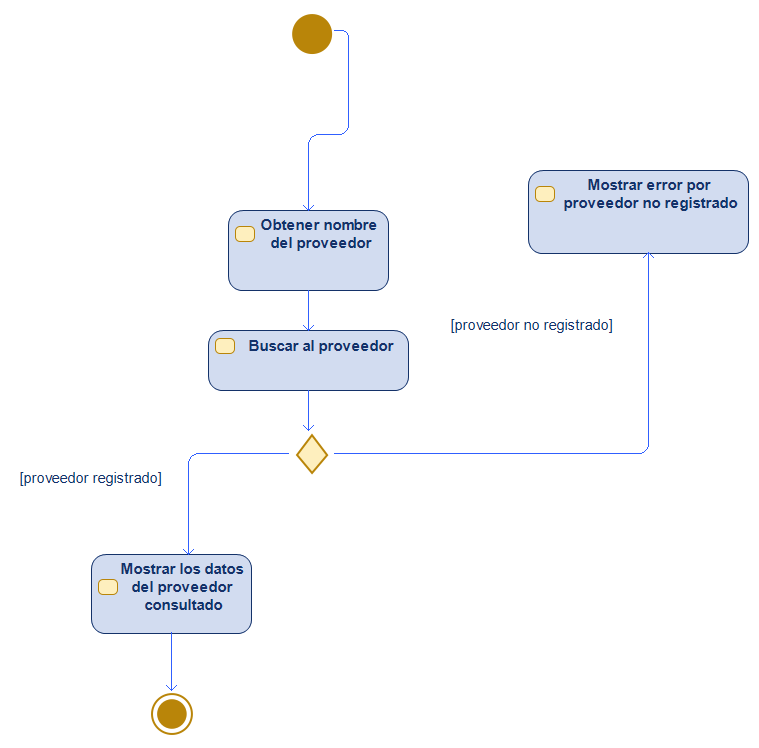 Mostrar error por
proveedor no registrado
Obtener nombre
del proveedor
[proveedor no registrado]
Buscar al proveedor
[proveedor registrado]
Mostrar los datos
del proveedor
consultado